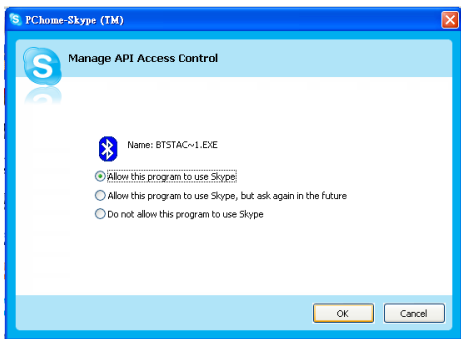 PChome-Skype (TM)
Manage API Access Control
Name: BTSTAC~1.EXE
Allow this program to use Skype
Allow this program to use Skype, but ask again in the future
Do not allow this program to use Skype
OK
Cancel